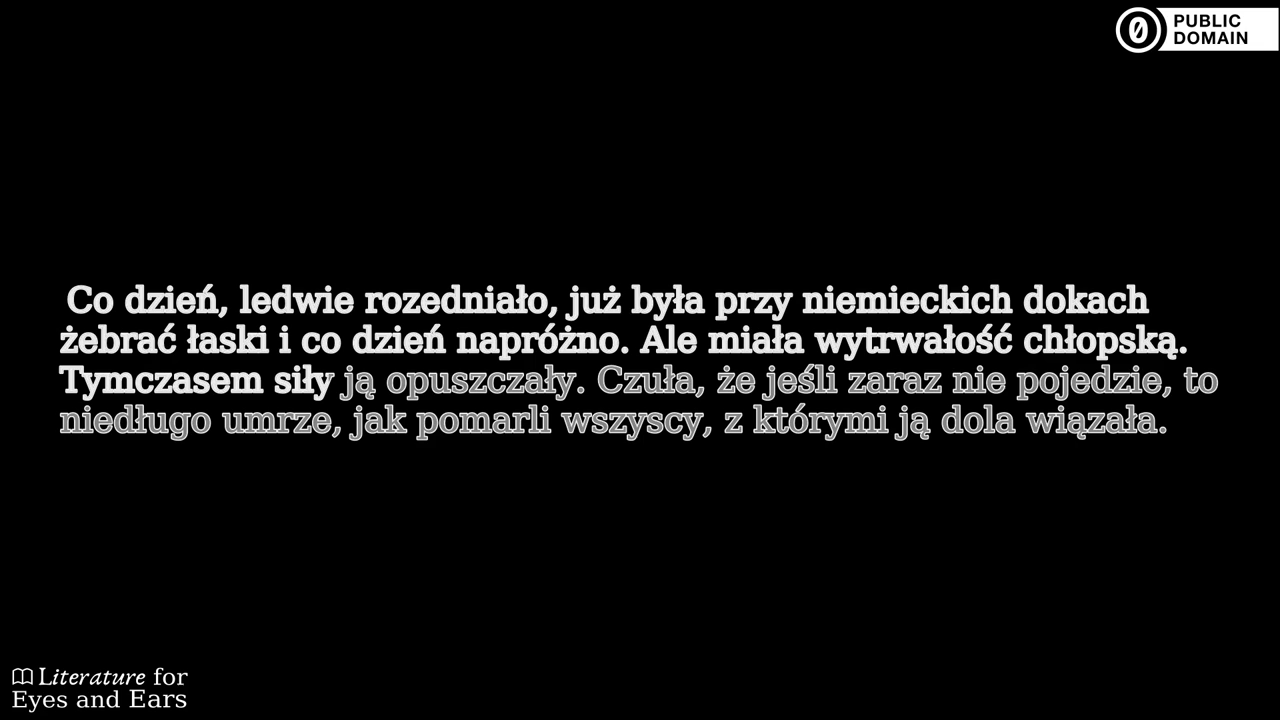 PUBLIC
DOMAIN
Co dzień, ledwie rozedniało, już była przy niemieckich dokach
żebrać łaski i co dzień napróżno. Ale miała wytrwałość chłopską.
Tymczasem siły ją opuszczały. Czuła, że jeśli zaraz nie pojedzie, to
niedługo umrze, jak pomarli wszyscy, z którymi ją dola wiązała.
Literature for
Eyes and Ears